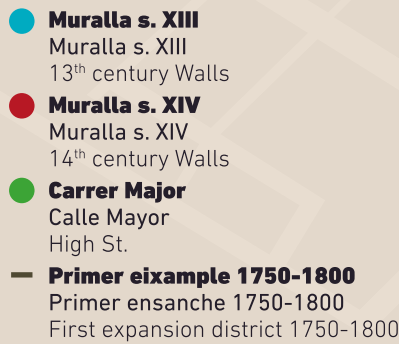 Muralla s. XIII
Muralla s. XIII
13th century Walls
Muralla s. XIV
Muralla s. XIV
14th century Walls
Carrer Major
Calle Mayor
High St.
Primer eixample 1750-1800
Primer ensanche 1750-1800
First expansion district 1750-1800